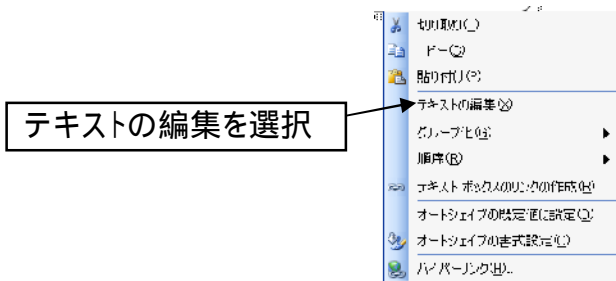 テキストの編集を選択
切り取り(T)
コピー(C)
貼り付け(P)
テキストの編集(X)
グループ化(G)
順序(R)
テキスト ボックスのリンクの作成(H)
オートシェイプの既定値に設定(D)
オートシェイプの書式設定(O)
ハイパーリンク(H)...